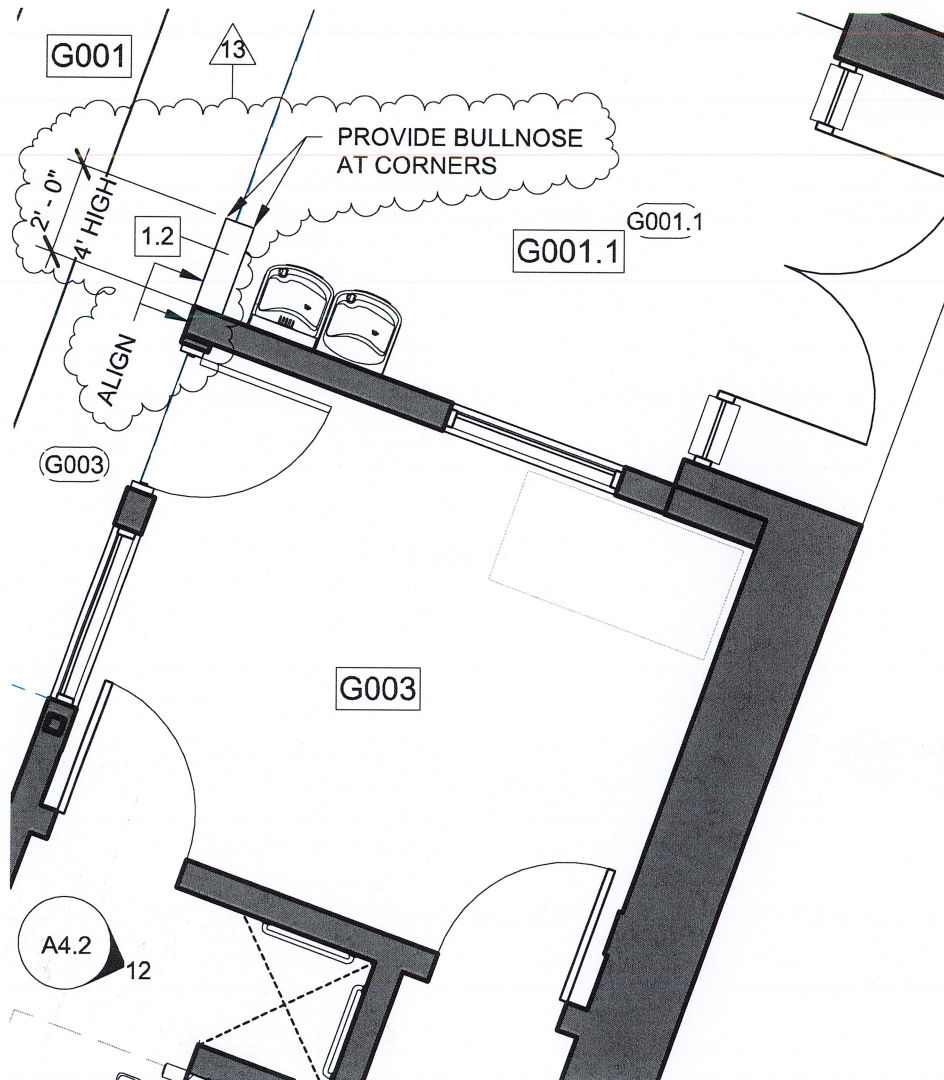 G001
13
PROVIDE BULLNOSE
AT CORNERS
2' - 0"
4' HIGH
1.2
G001.1
G001.1
ALIGN
G003
G003
A4.2
12